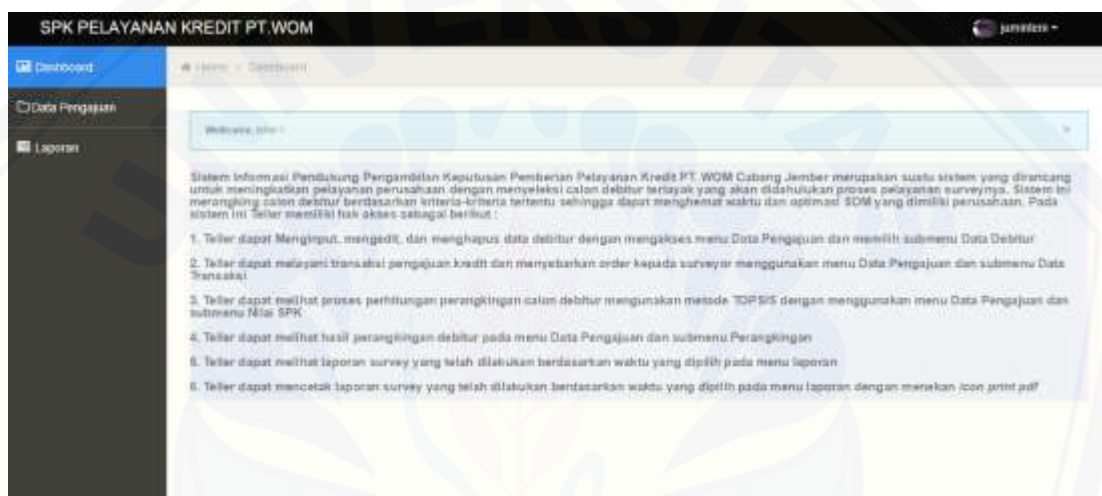 SPK PELAYANAN KREDIT PT.WOM
Dashboard
Home
Dashboard
Data Pengajuan
Laporan
Welcome,
Sistem Informasi Pendukung Pengambilan Keputusan Pemberian Pelayanan Kredit PT. WOM Cabang Jember merupakan suatu sistem yang dirancang
untuk meningkatkan pelayanan perusahaan dengan menyeleksi calon debitur terlayak yang akan didahulukan proses pelayanan surveynya. Sistem ini
merangking calon debitur berdasarkan kriteria-kriteria tertentu sehingga dapat menghemat waktu dan optimasi SDM yang dimiliki perusahaan. Pada
sistem ini Teller memiliki hak akses sebagai berikut :
1. Teller dapat Menginput, mengedit, dan menghapus data debitur dengan mengakses menu Data Pengajuan dan memilih submenu Data Debitur
2. Teller dapat melayani transaksi pengajuan kredit dan menyebarkan order kepada surveyor menggunakan menu Data Pengajuan dan submenu Data
Transaksi
3. Teller dapat melihat proses perhitungan perangkingan calon debitur mengunakan metode TOPSIS dengan menggunakan menu Data Pengajuan dan
submenu Nilai SPK
4. Teller dapat melihat hasil perangkingan debitur pada menu Data Pengajuan dan submenu Perangkingan
5. Teller dapat melihat laporan survey yang telah dilakukan berdasarkan waktu yang dipilih pada menu laporan
6. Teller dapat mencetak laporan survey yang telah dilakukan berdasarkan waktu yang dipilih pada menu laporan dengan menekan icon print pdf
UNIVERSITAS